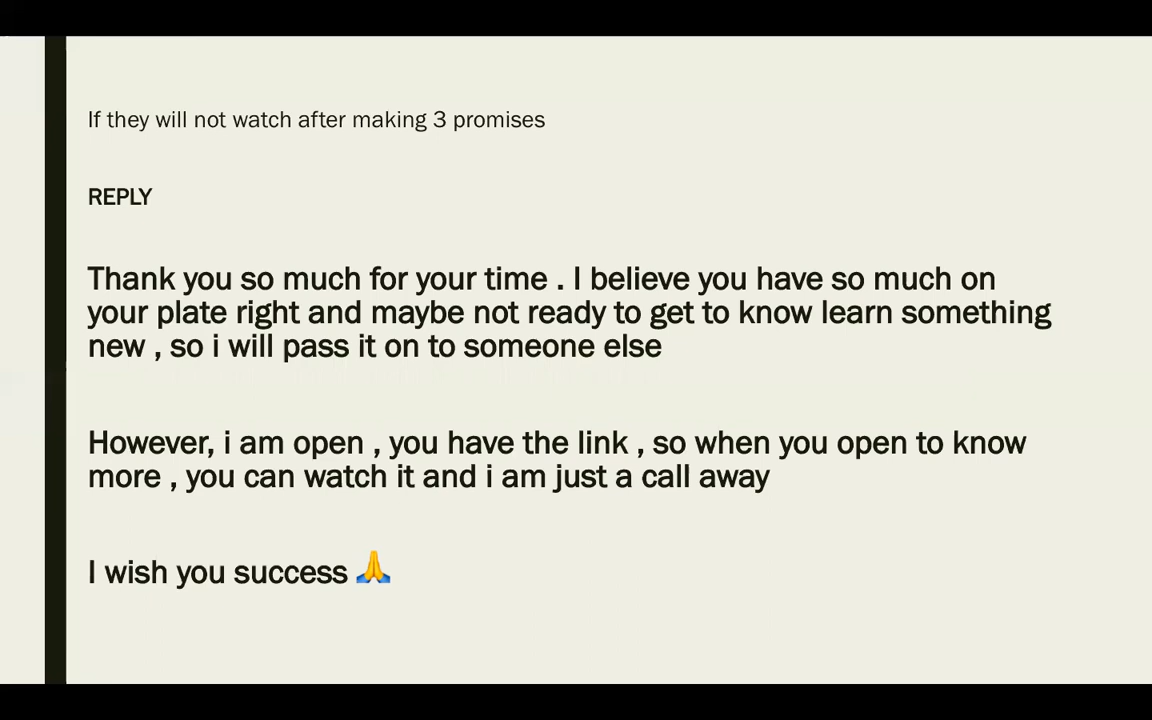 If they will not watch after making 3 promises
REPLY
Thank you so much for your time . I believe you have so much on
your plate right and maybe not ready to get to know learn something
new , so i will pass it on to someone else
However, i am open , you have the link , so when you open to know
more , you can watch it and i am just a call away
I wish you success 🙏